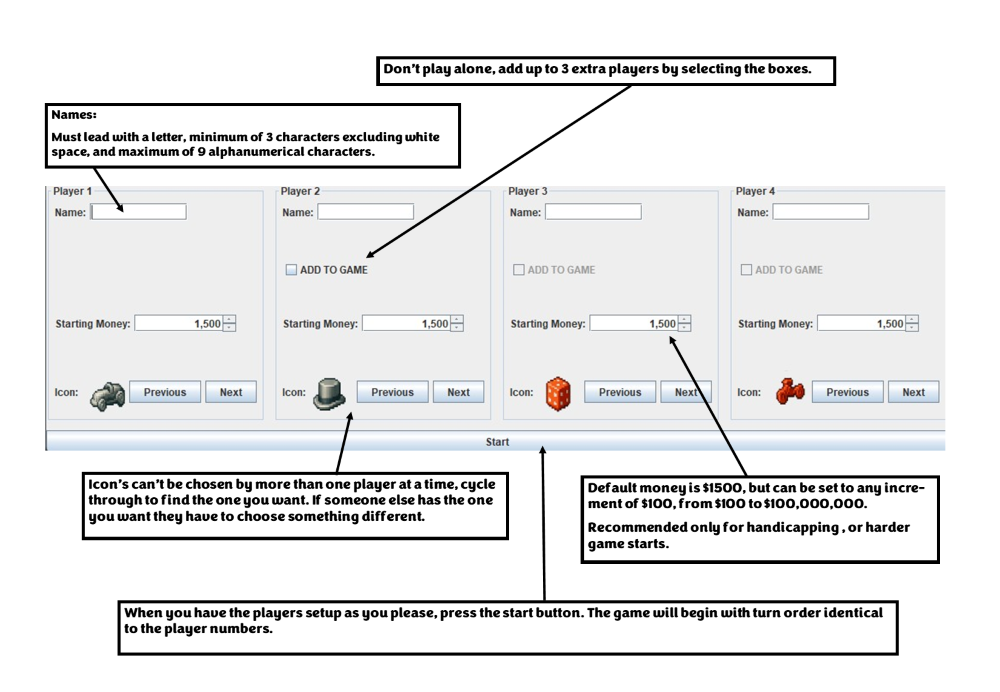 Don't play alone, add up to 3 extra players by selecting the boxes.
Names:
Must lead with a letter, minimum of 3 characters excluding white
space, and maximum of 9 alphanumerical characters.
Player 1
Name:
Starting Money: 1,500
Icon: Previous Next
Player 2
Name:
ADD TO GAME
Starting Money: 1,500
Icon: Previous Next
Player 3
Name:
ADD TO GAME
Starting Money: 1,500
Icon: Previous Next
Player 4
Name:
ADD TO GAME
Starting Money: 1,500
Icon: Previous Next
Start
Icon's can't be chosen by more than one player at a time, cycle
through to find the one you want. If someone else has the one
you want they have to choose something different.
Default money is $1500, but can be set to any incre-
ment of $100, from $100 to $100,000,000.
Recommended only for handicapping , or harder
game starts.
When you have the players setup as you please, press the start button. The game will begin with turn order identical
to the player numbers.